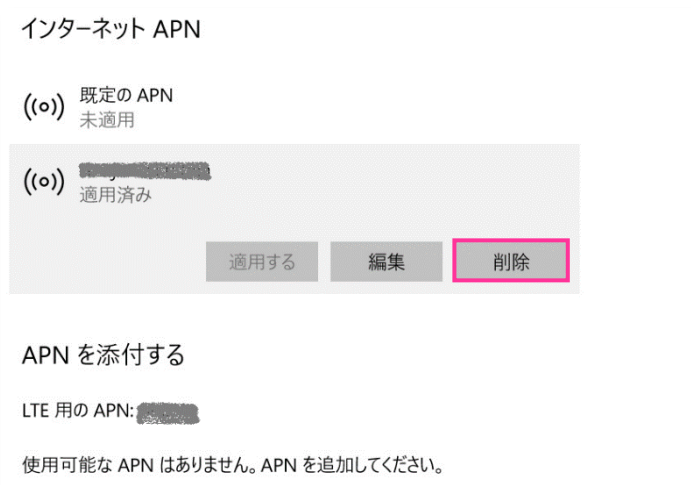 インターネット APN
既定の APN
未適用
適用済み
適用する
編集
削除
APN を添付する
LTE 用の APN:
使用可能な APN はありません。APN を追加してください。